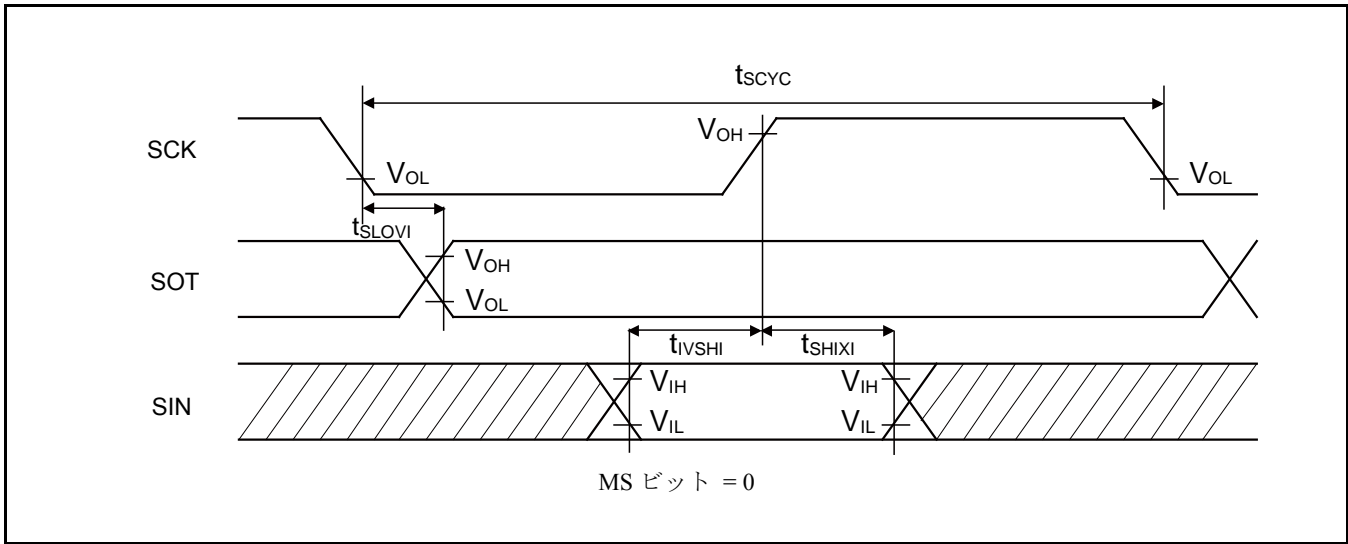 tSCYC
SCK
VOH
VOL
VOL
tSLOVI
SOT
VOH
VOL
tIVSHI
tSHIXI
SIN
VIH
VIH
VIL
VIL
MS ビット = 0